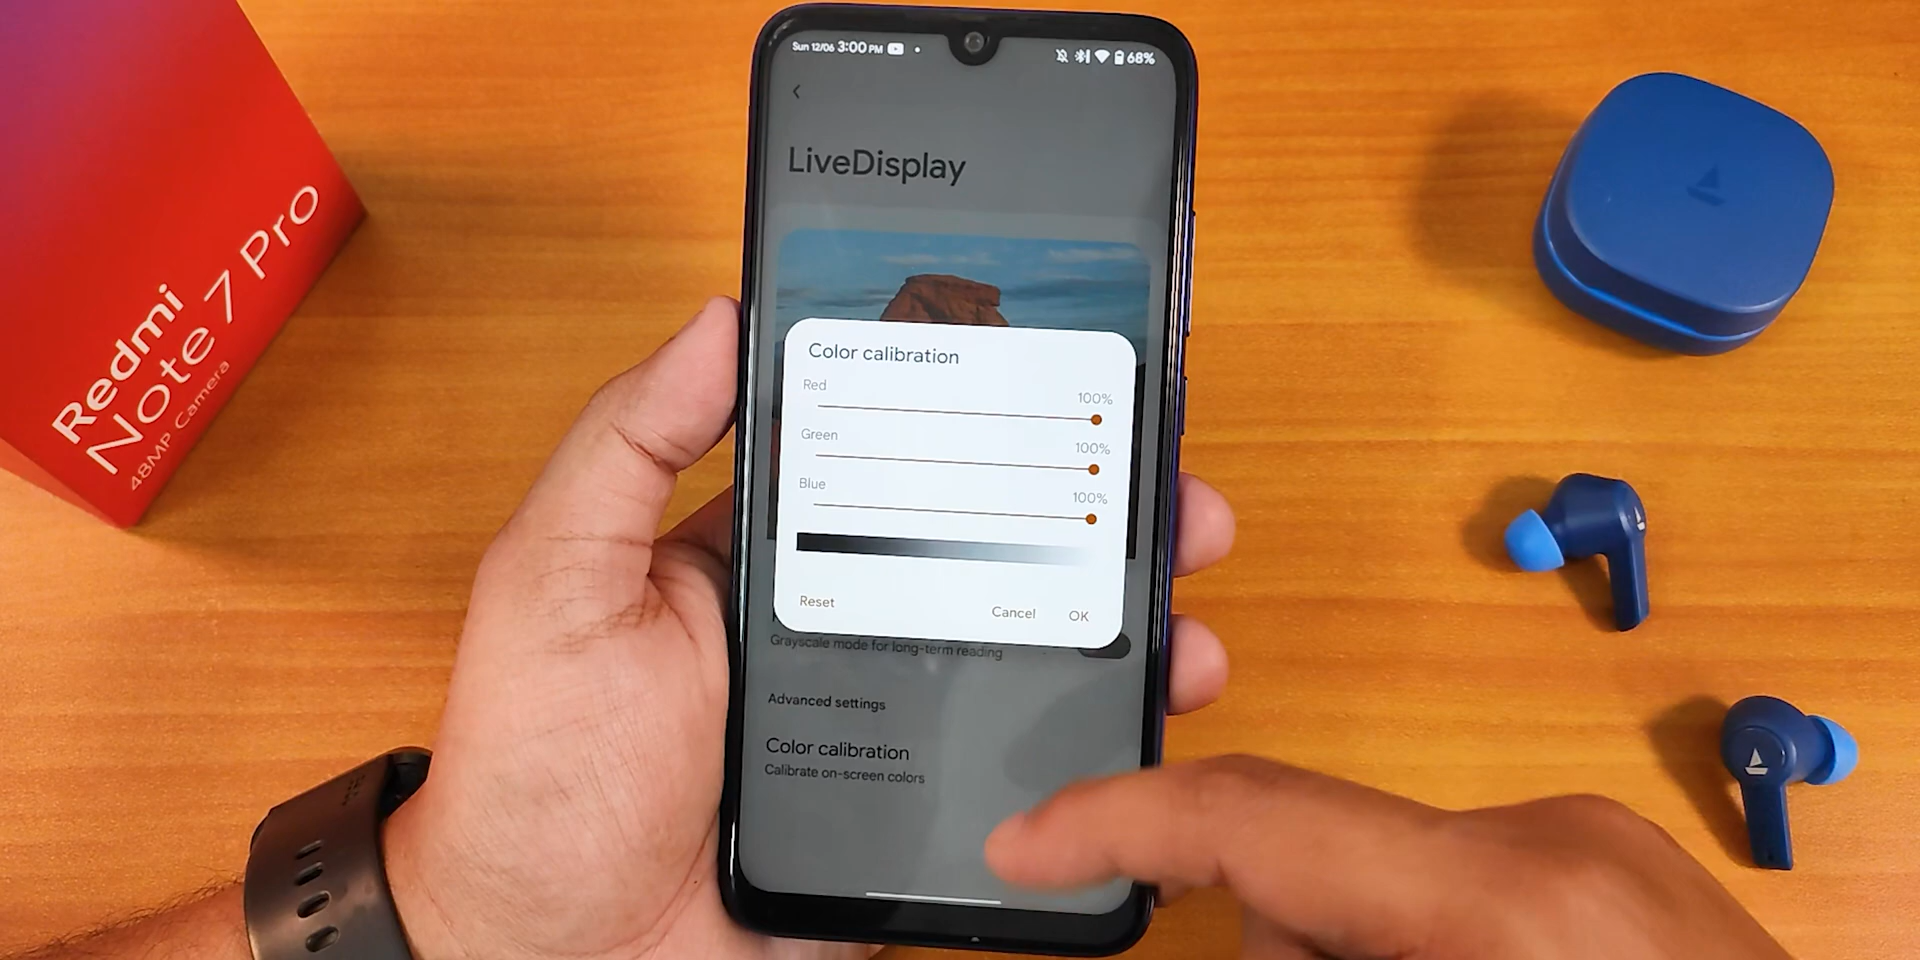 Redmi
Note 7 Pro
48MP Camera
Sun 12/06 3:00 PM
68%
LiveDisplay
Color calibration
Red
100%
Green
100%
Blue
100%
Reset
Cancel
OK
Grayscale mode for long-term reading
Advanced settings
Color calibration
Calibrate on-screen colors